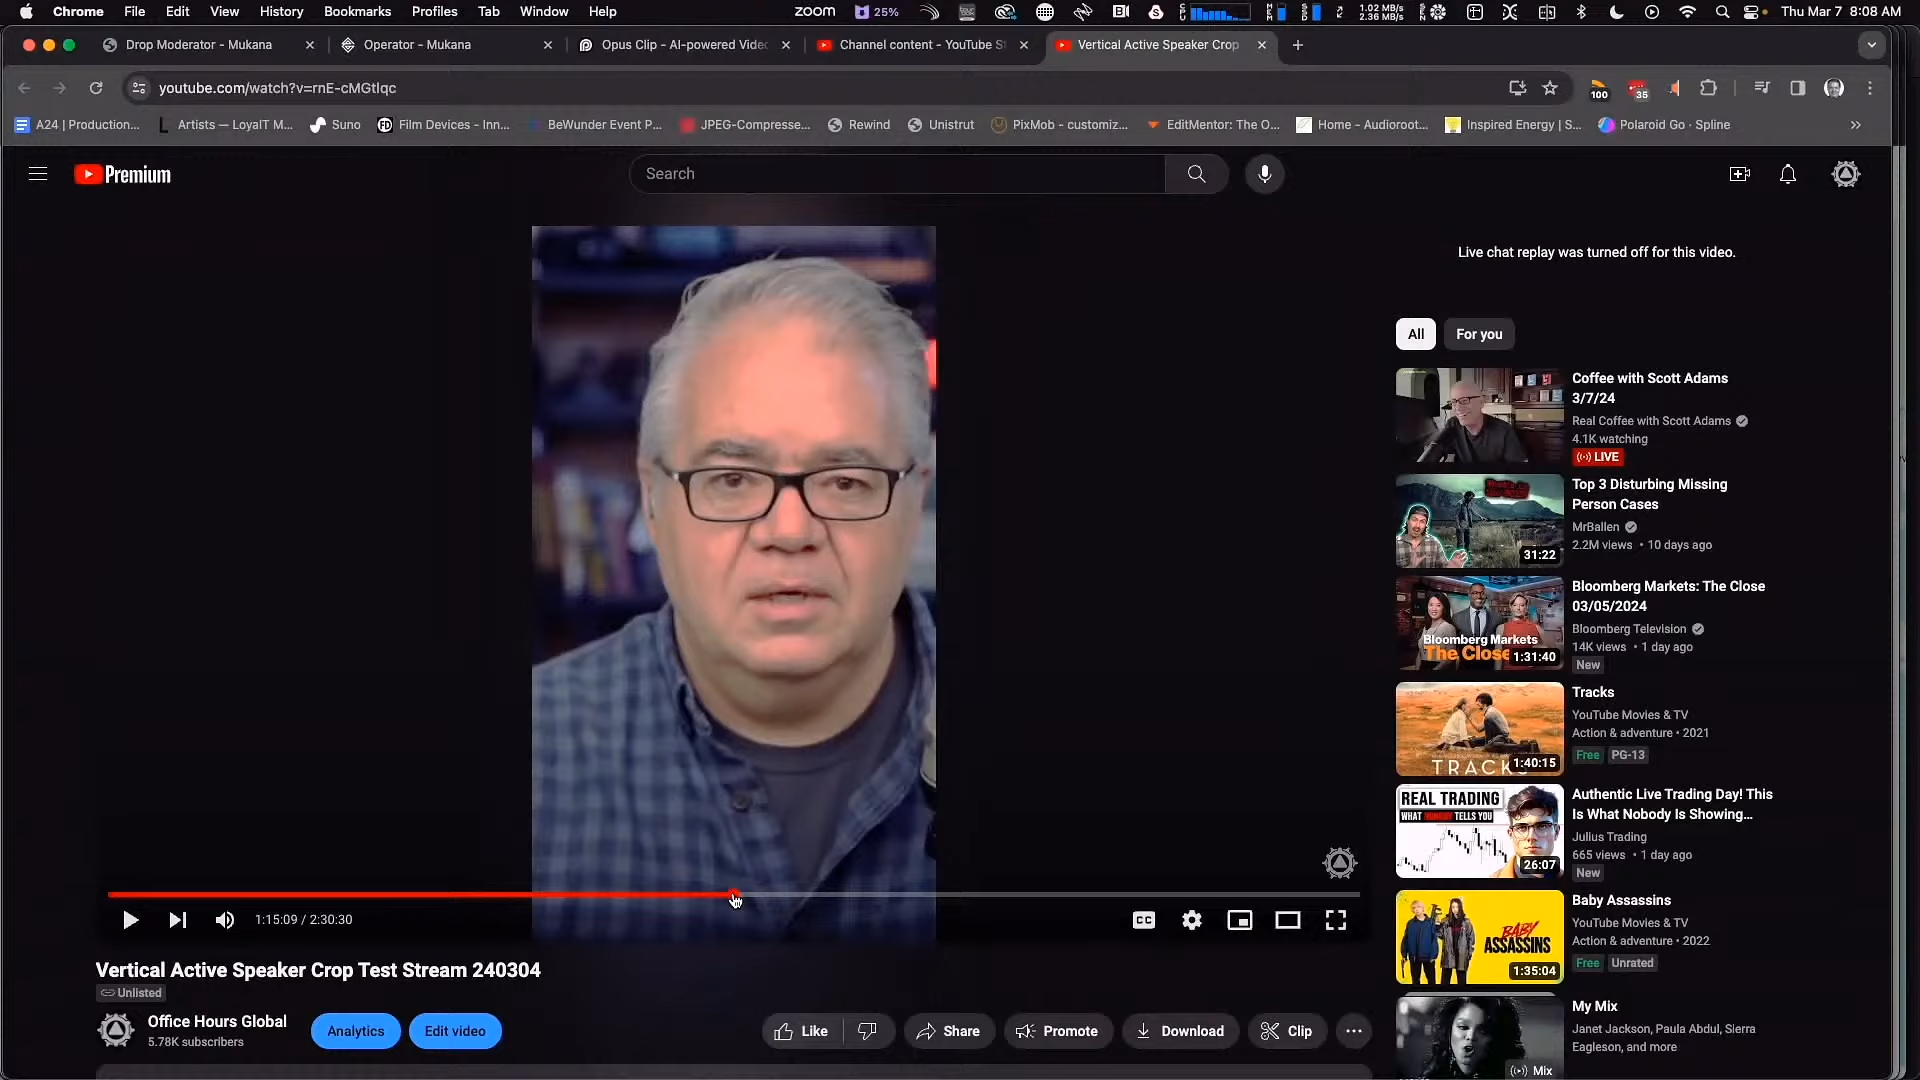 Chrome File Edit View History Bookmarks Profiles Tab Window Help
zoom 25% 1.02 MB/s 2.36 MB/s Thu Mar 7 8:08 AM
Drop Moderator - Mukana
Operator - Mukana
Opus Clip - AI-powered Vide
Channel content - YouTube S
Vertical Active Speaker Crop
youtube.com/watch?v=rnE-cMGtIqc
100
35
A24 | Production...
Artists — LoyalT M...
Suno
Film Devices - Inn...
BeWunder Event P...
JPEG-Compresse...
Rewind
Unistrut
PixMob - customiz...
EditMentor: The O...
Home - Audioroot...
Inspired Energy | S...
Polaroid Go · Spline
Premium
Search
Live chat replay was turned off for this video.
All
For you
Coffee with Scott Adams
3/7/24
Real Coffee with Scott Adams
4.1K watching
LIVE
Top 3 Disturbing Missing
Person Cases
MrBallen
2.2M views • 10 days ago
31:22
Bloomberg Markets: The Close
03/05/2024
Bloomberg Television
14K views • 1 day ago
New
Bloomberg Markets
The Close
1:31:40
Tracks
YouTube Movies & TV
Action & adventure • 2021
Free PG-13
TRACKS
1:40:15
Authentic Live Trading Day! This
Is What Nobody Is Showing...
Julius Trading
665 views • 1 day ago
New
REAL TRADING
WHAT NOBODY TELLS YOU
26:07
Baby Assassins
YouTube Movies & TV
Action & adventure • 2022
Free Unrated
BABY
ASSASSINS
1:35:04
My Mix
Janet Jackson, Paula Abdul, Sierra
Eagleson, and more
Mix
1:15:09 / 2:30:30
CC
Vertical Active Speaker Crop Test Stream 240304
Unlisted
Office Hours Global
5.78K subscribers
Analytics
Edit video
Like
Share
Promote
Download
Clip